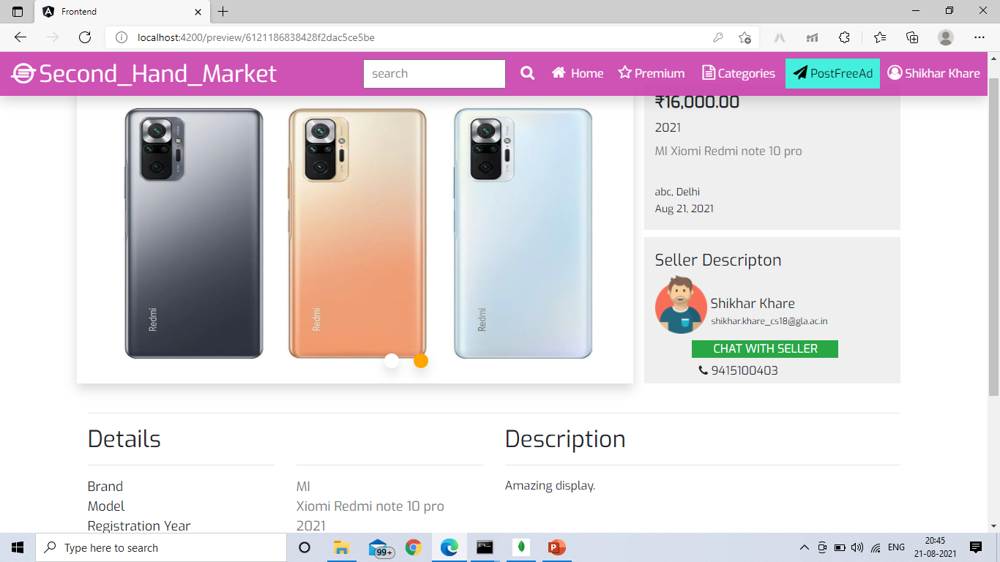 Frontend
localhost:4200/preview/6121186838428f2dac5ce5be
Second_Hand_Market
search
Home
Premium
Categories
PostFreeAd
Shikhar Khare
₹16,000.00
2021
MI Xiomi Redmi note 10 pro
abc, Delhi
Aug 21, 2021
Redmi
Redmi
Redmi
Seller Descripton
Shikhar Khare
shikhar.khare_cs18@gla.ac.in
CHAT WITH SELLER
9415100403
Details
Description
Brand
MI
Amazing display.
Model
Xiomi Redmi note 10 pro
Registration Year
2021
Type here to search
99+
ENG
20:45
21-08-2021